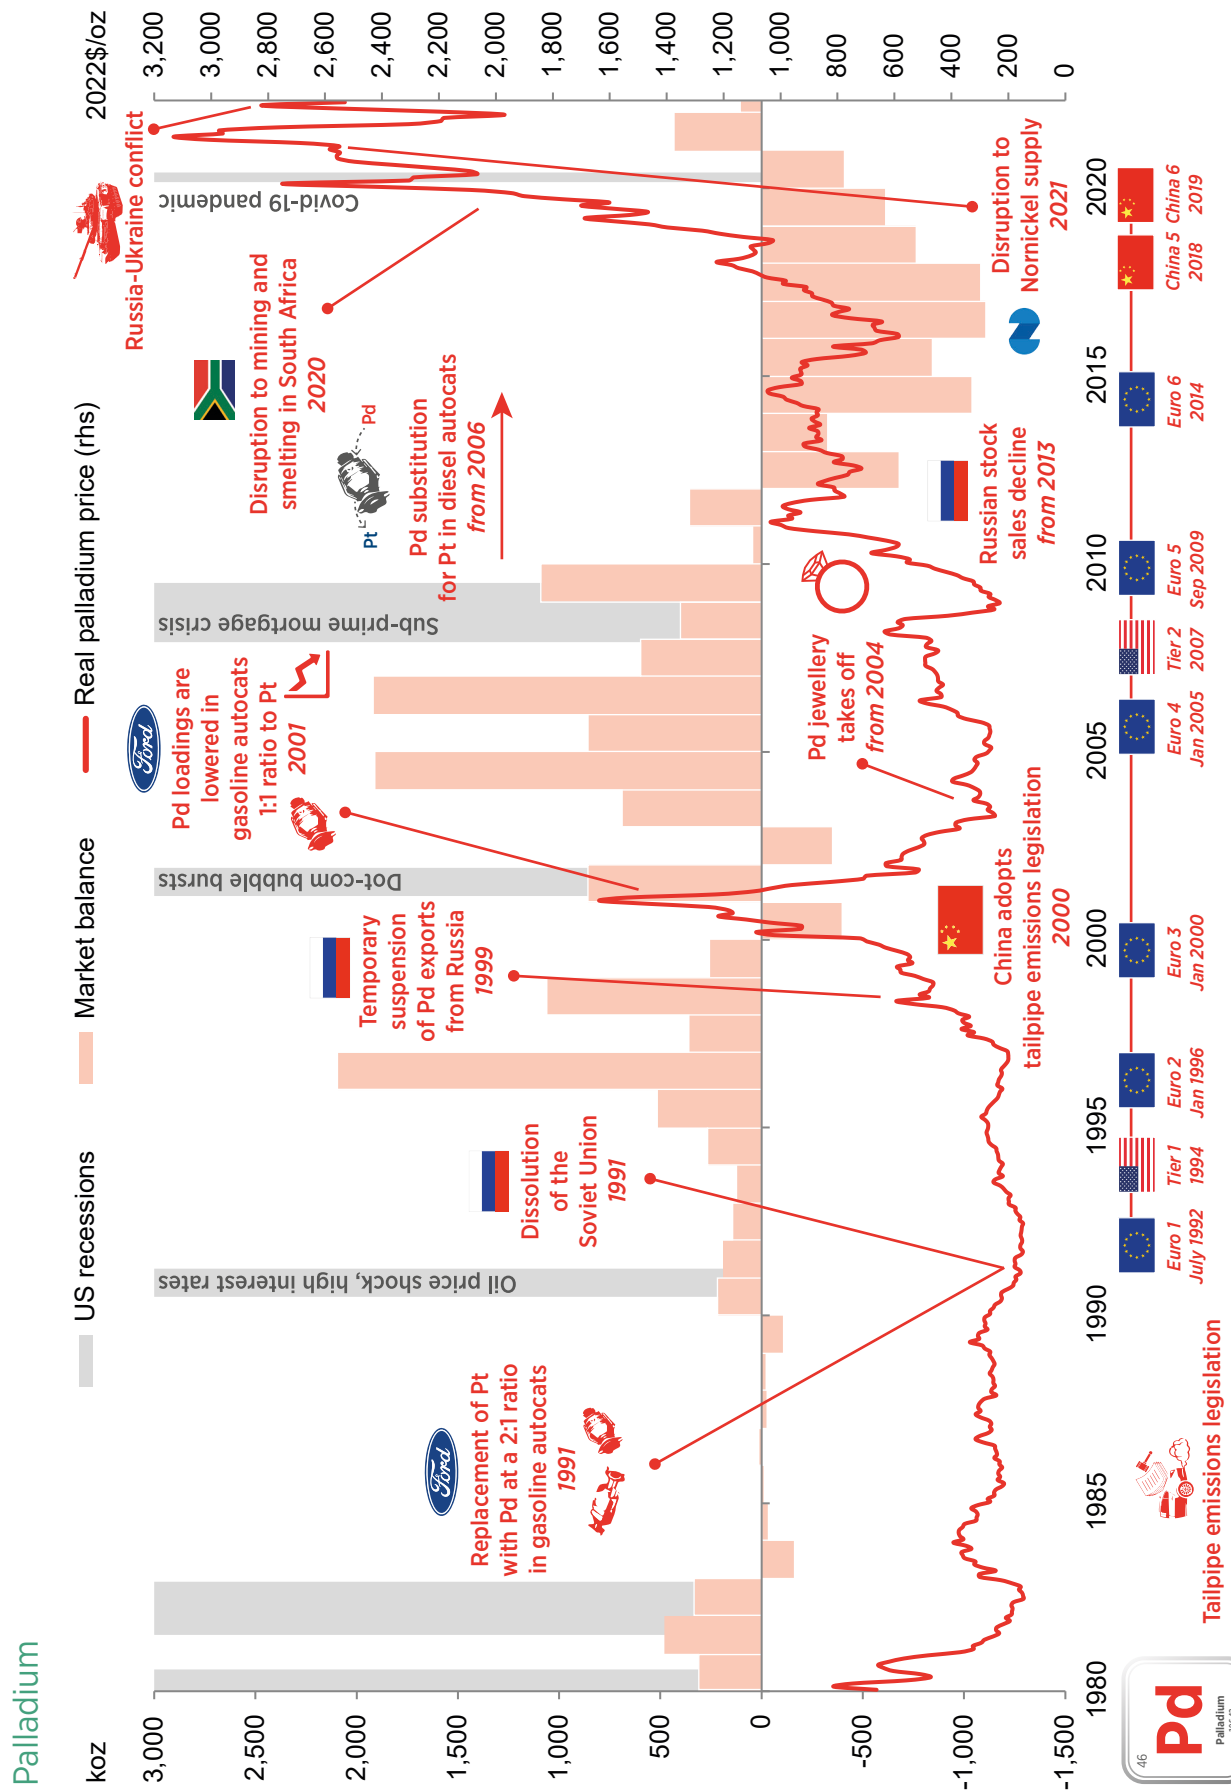 Palladium
US recessions
Market balance
Real palladium price (rhs)
koz
2022$/oz
3,000
2,500
2,000
1,500
1,000
500
0
-500
-1,000
-1,500
3,200
3,000
2,800
2,600
2,400
2,200
2,000
1,800
1,600
1,400
1,200
1,000
800
600
400
200
0
1980
1985
1990
1995
2000
2005
2010
2015
2020
Oil price shock, high interest rates
Dot-com bubble bursts
Sub-prime mortgage crisis
Covid-19 pandemic
Ford
Replacement of Pt
with Pd at a 2:1 ratio
in gasoline autocats
1991
Dissolution
of the
Soviet Union
1991
Temporary
suspension
of Pd exports
from Russia
1999
Ford
Pd loadings are
lowered in
gasoline autocats
1:1 ratio to Pt
2001
Pt
Pd
Pd substitution
for Pt in diesel autocats
from 2006
Disruption to mining and
smelting in South Africa
2020
Russia-Ukraine conflict
China adopts
tailpipe emissions legislation
2000
Pd jewellery
takes off
from 2004
Russian stock
sales decline
from 2013
Disruption to
Nornickel supply
2021
Tailpipe emissions legislation
Euro 1
July 1992
Tier 1
1994
Euro 2
Jan 1996
Euro 3
Jan 2000
Euro 4
Jan 2005
Tier 2
2007
Euro 5
Sep 2009
Euro 6
2014
China 5
2018
China 6
2019
46
Pd
Palladium